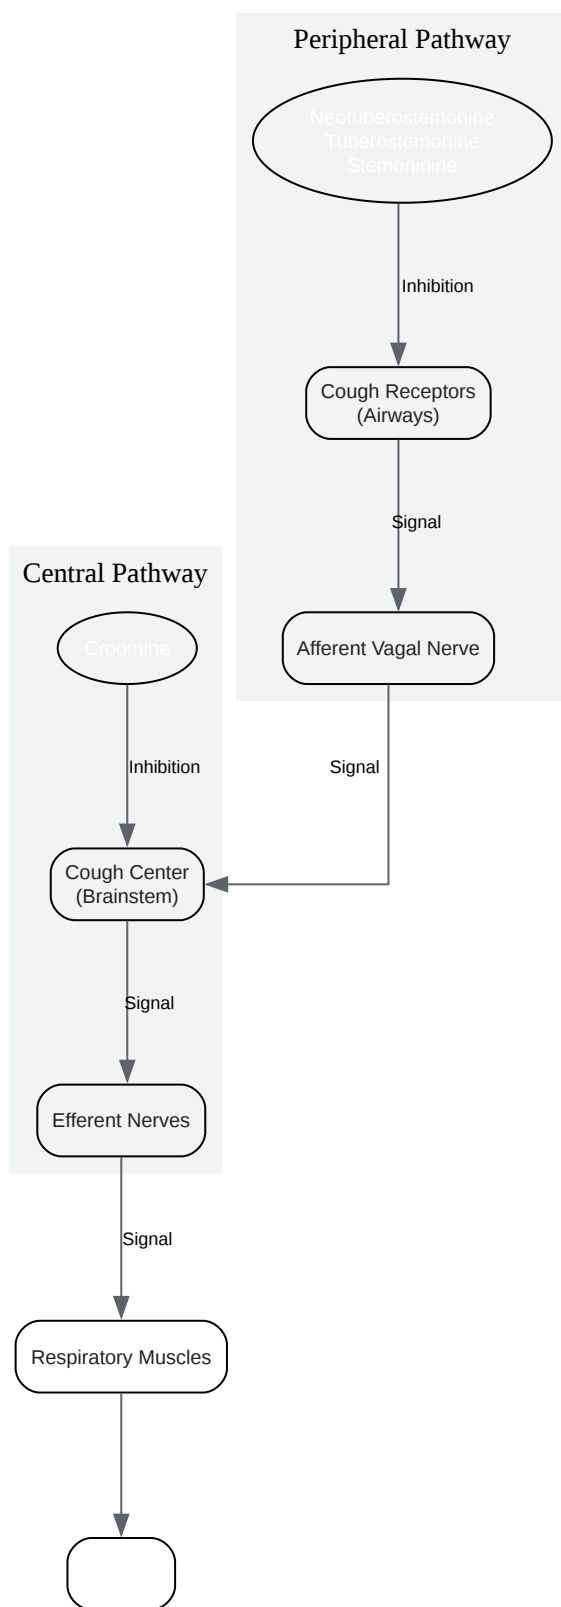 Peripheral Pathway
Neotuberostemonine
Tuberostemonine
Stemoninine
Inhibition
Cough Receptors
(Airways)
Signal
Afferent Vagal Nerve
Signal
Central Pathway
Croomine
Inhibition
Cough Center
(Brainstem)
Signal
Efferent Nerves
Signal
Respiratory Muscles